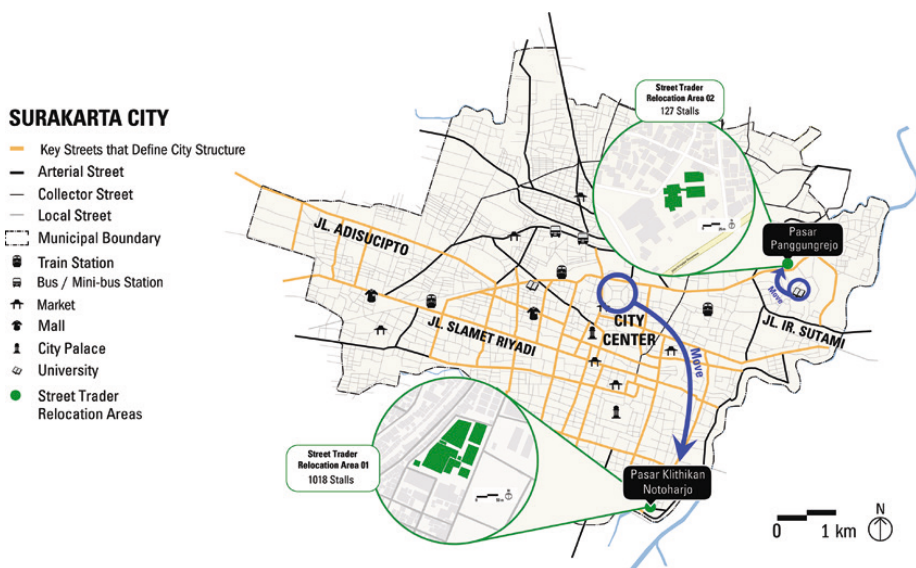 SURAKARTA CITY
Key Streets that Define City Structure
Arterial Street
Collector Street
Local Street
Municipal Boundary
Train Station
Bus / Mini-bus Station
Market
Mall
City Palace
University
Street Trader
Relocation Areas
Street Trader
Relocation Area 02
127 Stalls
Pasar
Panggungrejo
Move
JL. ADISUCIPTO
JL. SLAMET RIYADI
CITY
CENTER
JL. IR. SUTAMI
Move
Street Trader
Relocation Area 01
1018 Stalls
Pasar Klithikan
Notoharjo
N
0 1 km